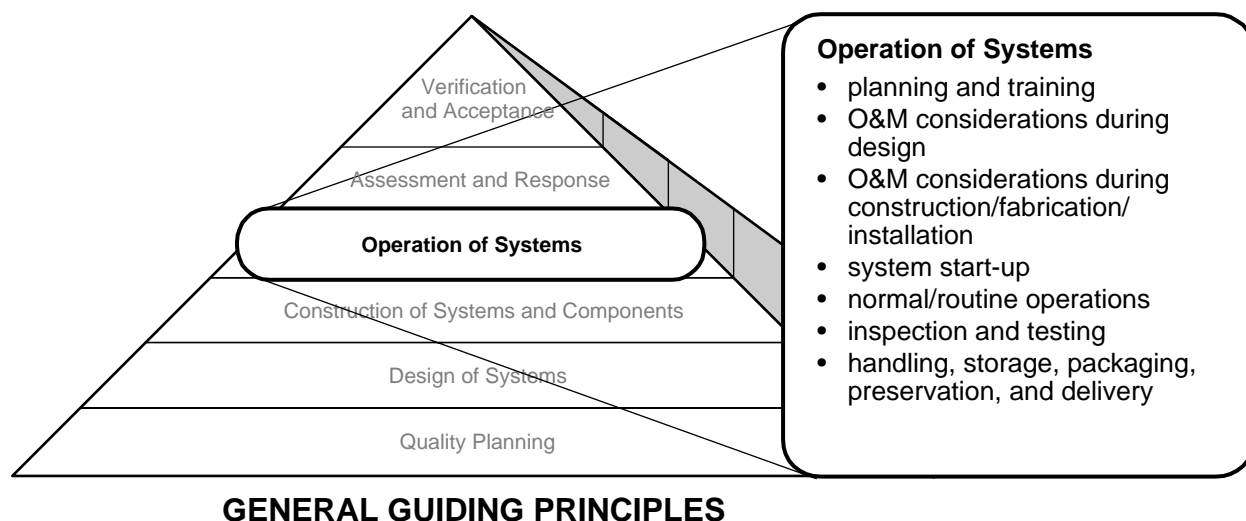 Verification
and Acceptance
Assessment and Response
Operation of Systems
Construction of Systems and Components
Design of Systems
Quality Planning
GENERAL GUIDING PRINCIPLES
Operation of Systems
• planning and training
• O&M considerations during
design
• O&M considerations during
construction/fabrication/
installation
• system start-up
• normal/routine operations
• inspection and testing
• handling, storage, packaging,
preservation, and delivery